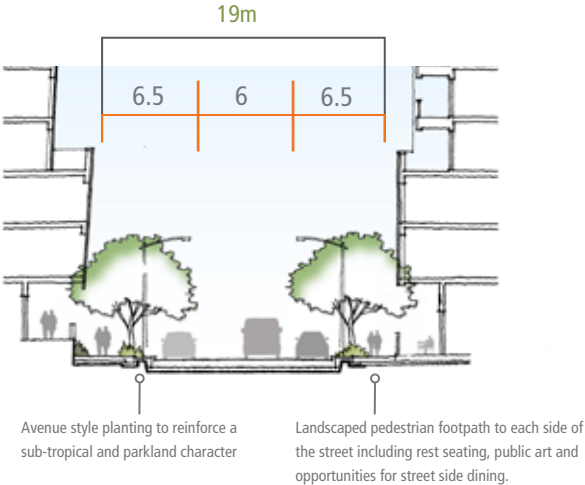 19m
6.5 6 6.5
Avenue style planting to reinforce a
sub-tropical and parkland character
Landscaped pedestrian footpath to each side of
the street including rest seating, public art and
opportunities for street side dining.